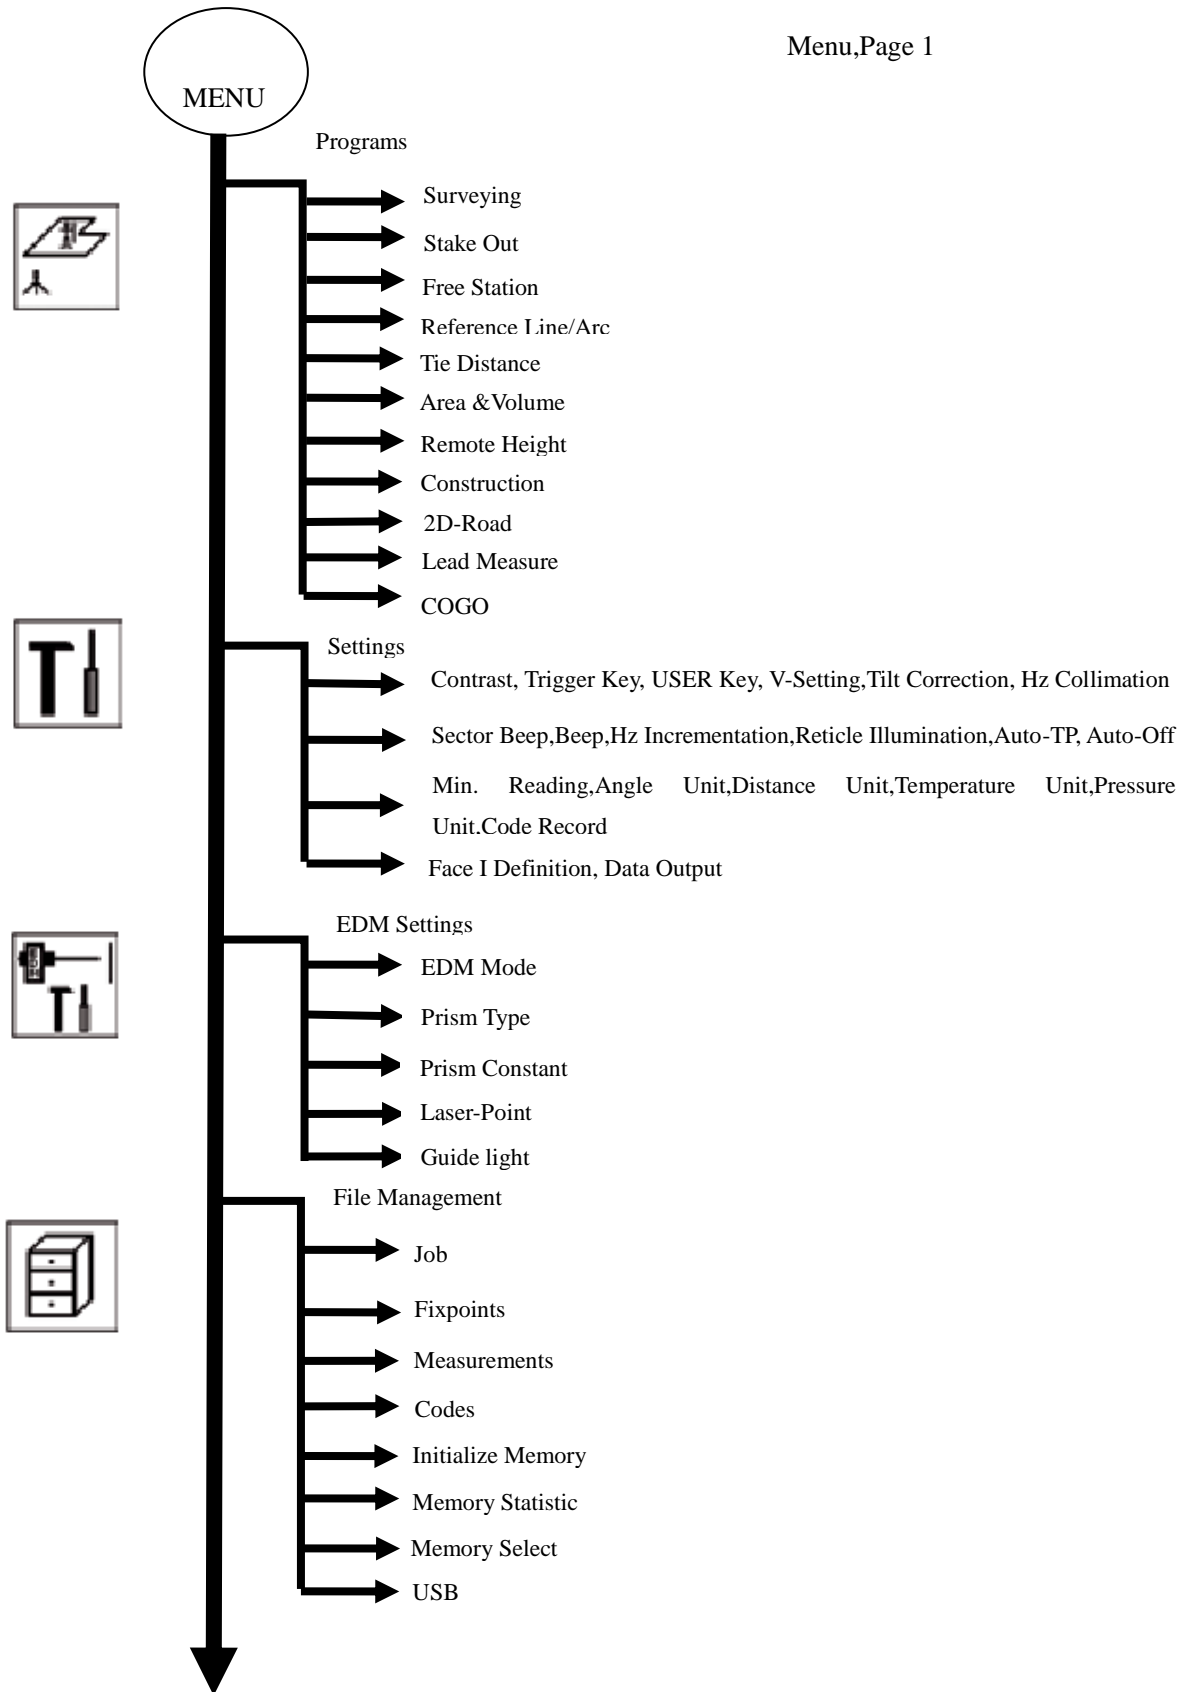 Menu,Page 1
MENU
Programs
Surveying
Stake Out
Free Station
Reference Line/Arc
Tie Distance
Area &Volume
Remote Height
Construction
2D-Road
Lead Measure
COGO
Settings
Contrast, Trigger Key, USER Key, V-Setting,Tilt Correction, Hz Collimation
Sector Beep,Beep,Hz Incrementation,Reticle Illumination,Auto-TP, Auto-Off
Min. Reading,Angle Unit,Distance Unit,Temperature Unit,Pressure
Unit,Code Record
Face I Definition, Data Output
EDM Settings
EDM Mode
Prism Type
Prism Constant
Laser-Point
Guide light
File Management
Job
Fixpoints
Measurements
Codes
Initialize Memory
Memory Statistic
Memory Select
USB